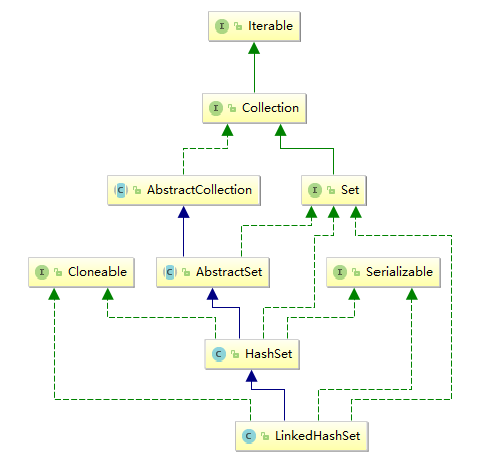 I Iterable
I Collection
C AbstractCollection
I Set
I Cloneable
C AbstractSet
I Serializable
C HashSet
C LinkedHashSet